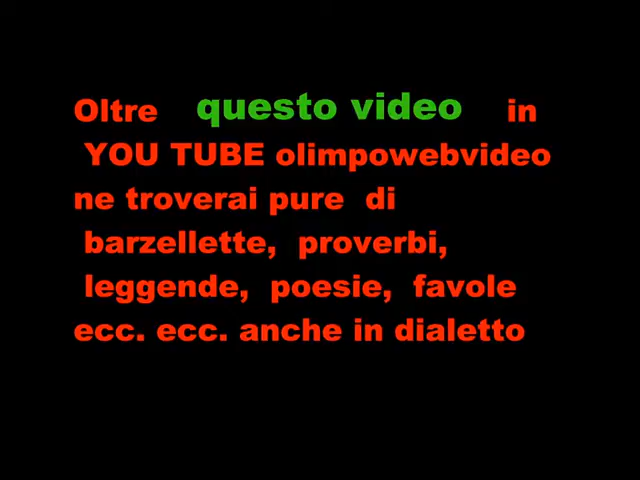 Oltre questo video in
YOU TUBE olimpowebvideo
ne troverai pure di
barzellette, proverbi,
leggende, poesie, favole
ecc. ecc. anche in dialetto